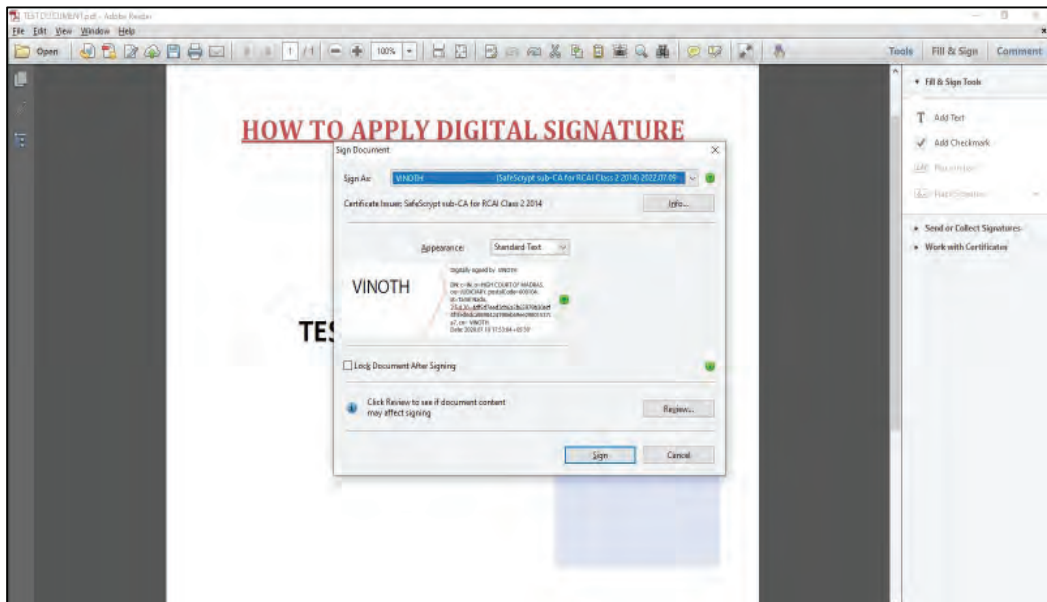 TEST DOCUMENT.pdf - Adobe Reader
File Edit View Window Help
Open 1 / 1 100% Tools Fill & Sign Comment
Fill & Sign Tools
Add Text
Add Checkmark
Send or Collect Signatures
Work with Certificates
HOW TO APPLY DIGITAL SIGNATURE
TES
Sign Document
Sign As: VINOTH (SafeScrypt sub-CA for RCAI Class 2 2014) 2022.07.09
Certificate Issuer: SafeScrypt sub-CA for RCAI Class 2 2014 Info...
Appearance: Standard Text
VINOTH
Digitally signed by VINOTH
Lock Document After Signing
Click Review to see if document content
may affect signing
Review...
Sign Cancel